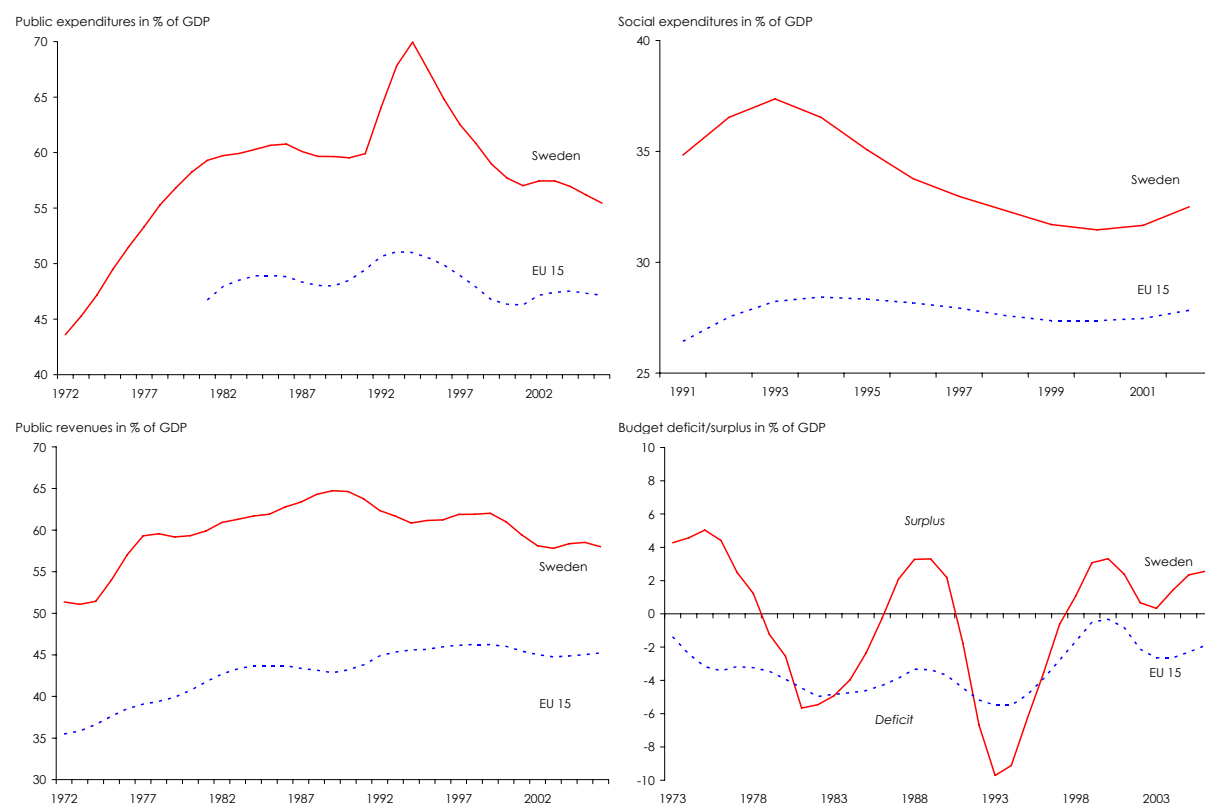 Public expenditures in % of GDP
70
65
60
55
50
45
40
Sweden
EU 15
1972 1977 1982 1987 1992 1997 2002
Social expenditures in % of GDP
40
35
30
25
Sweden
EU 15
1991 1993 1995 1997 1999 2001
Public revenues in % of GDP
70
65
60
55
50
45
40
35
30
Sweden
EU 15
1972 1977 1982 1987 1992 1997 2002
Budget deficit/surplus in % of GDP
10
8
6
4
2
0
-2
-4
-6
-8
-10
Surplus
Sweden
EU 15
Deficit
1973 1978 1983 1988 1993 1998 2003